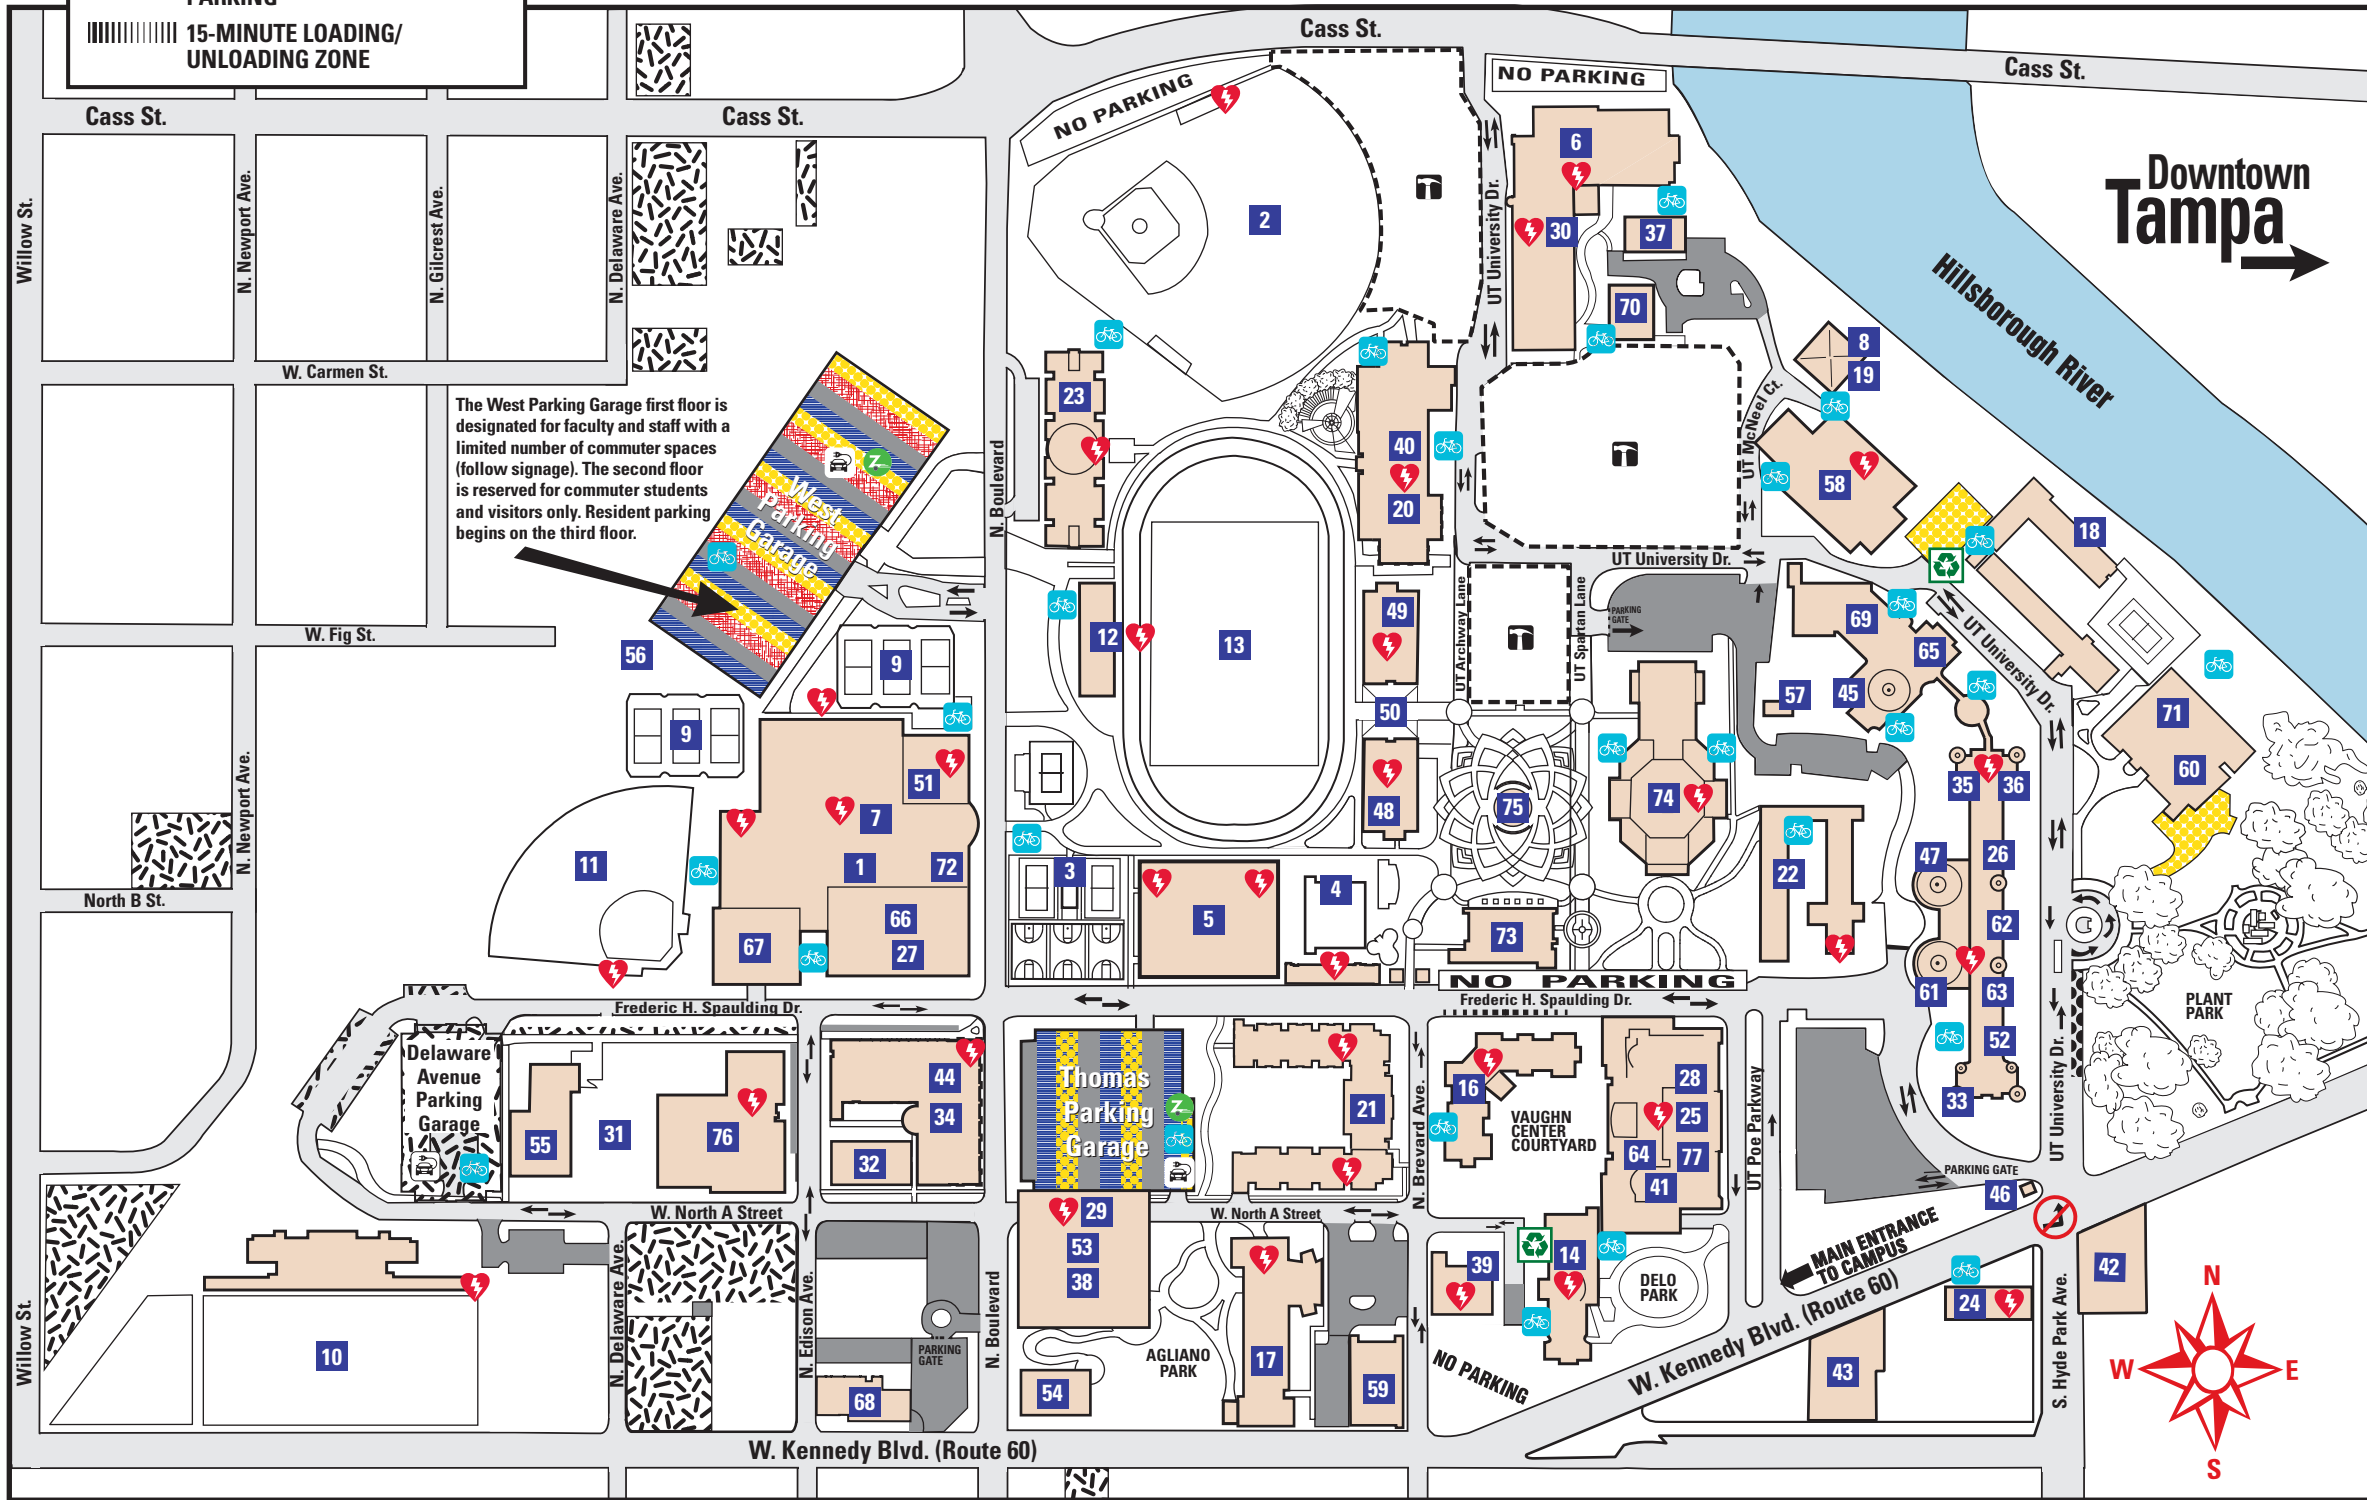 PARKING
15-MINUTE LOADING/
UNLOADING ZONE
Cass St.
Cass St.
Cass St.
Cass St.
NO PARKING
NO PARKING
Downtown
Tampa
Hillsborough River
Willow St.
N. Newport Ave.
N. Gilcrest Ave.
N. Delaware Ave.
W. Carmen St.
The West Parking Garage first floor is
designated for faculty and staff with a
limited number of commuter spaces
(follow signage). The second floor
is reserved for commuter students
and visitors only. Resident parking
begins on the third floor.
West
Parking
Garage
N. Boulevard
UT University Dr.
UT McNeel Ct.
UT University Dr.
UT Archway Lane
UT Spartan Lane
PARKING
GATE
UT University Dr.
W. Fig St.
N. Newport Ave.
North B St.
2
6
30
37
70
8
19
23
40
20
58
18
12
13
49
69
65
45
57
50
56
9
9
71
60
51
7
1
72
48
75
74
35
36
11
3
4
5
22
47
26
66
67
27
73
62
61
63
52
33
NO PARKING
Frederic H. Spaulding Dr.
Frederic H. Spaulding Dr.
PLANT
PARK
Delaware
Avenue
Parking
Garage
Thomas
Parking
Garage
44
34
32
55
31
76
21
16
VAUGHN
CENTER
COURTYARD
28
25
64
77
41
N. Brevard Ave.
UT Poe Parkway
UT University Dr.
PARKING GATE
46
MAIN ENTRANCE
TO CAMPUS
W. North A Street
W. North A Street
29
53
38
39
14
DELO
PARK
42
24
43
10
N. Delaware Ave.
N. Edison Ave.
N. Boulevard
PARKING
GATE
68
54
AGLIANO
PARK
17
59
NO PARKING
W. Kennedy Blvd. (Route 60)
W. Kennedy Blvd. (Route 60)
S. Hyde Park Ave.
Willow St.
N
W
E
S